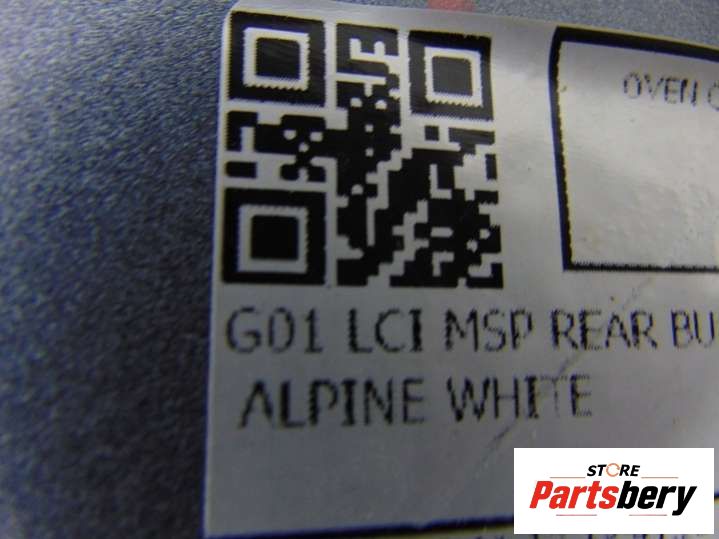 OVEN
G01 LCI MSP REAR BU
ALPINE WHITE
STORE
Partsbery